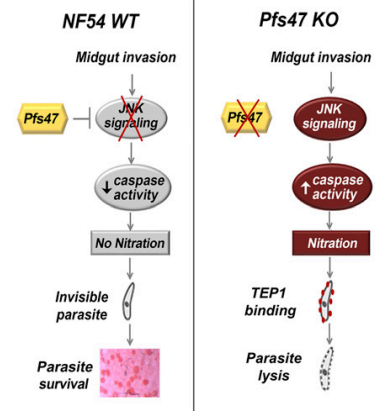 NF54 WT
Midgut invasion
Pfs47
JNK
signaling
caspase
activity
No Nitration
Invisible
parasite
Parasite
survival
Pfs47 KO
Midgut invasion
Pfs47
JNK
signaling
caspase
activity
Nitration
TEP1
binding
Parasite
lysis